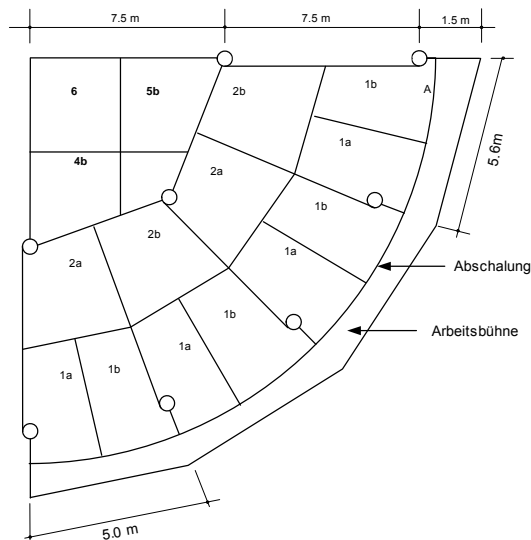 7.5 m
7.5 m
1.5 m
6
5b
2b
1b
A
1a
4b
2a
1b
5.6m
2b
1a
Abschalung
2a
1b
Arbeitsbühne
1a
1a
1b
5.0 m